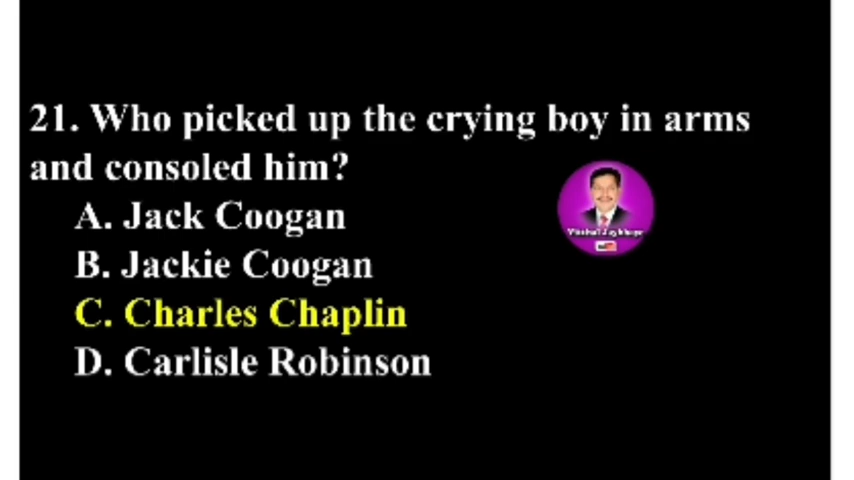 21. Who picked up the crying boy in arms
and consoled him?
A. Jack Coogan
B. Jackie Coogan
C. Charles Chaplin
D. Carlisle Robinson